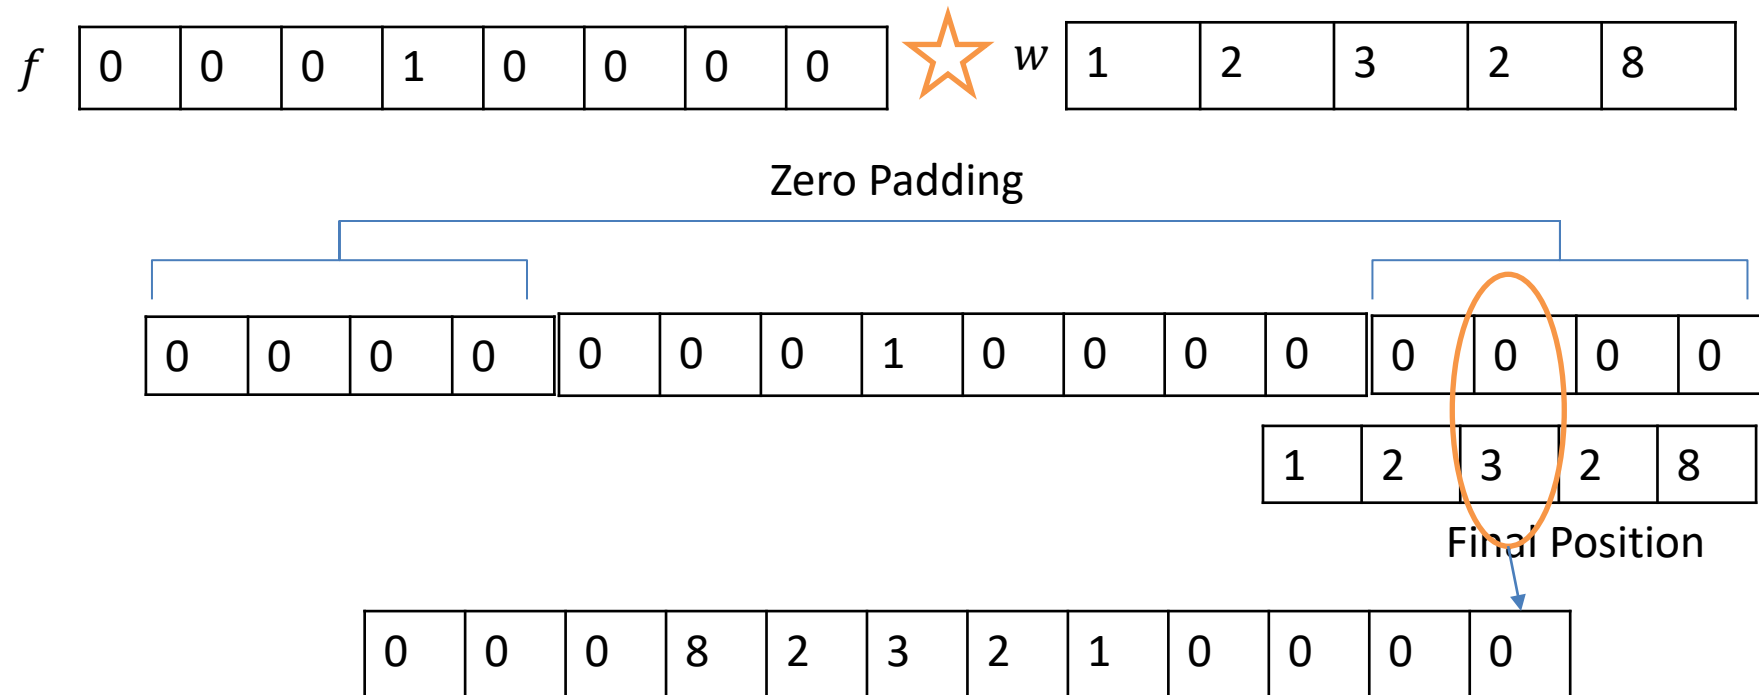 f 0 0 0 1 0 0 0 0 w 1 2 3 2 8
Zero Padding
0 0 0 0 0 0 0 1 0 0 0 0 0 0 0 0
1 2 3 2 8
Final Position
0 0 0 8 2 3 2 1 0 0 0 0